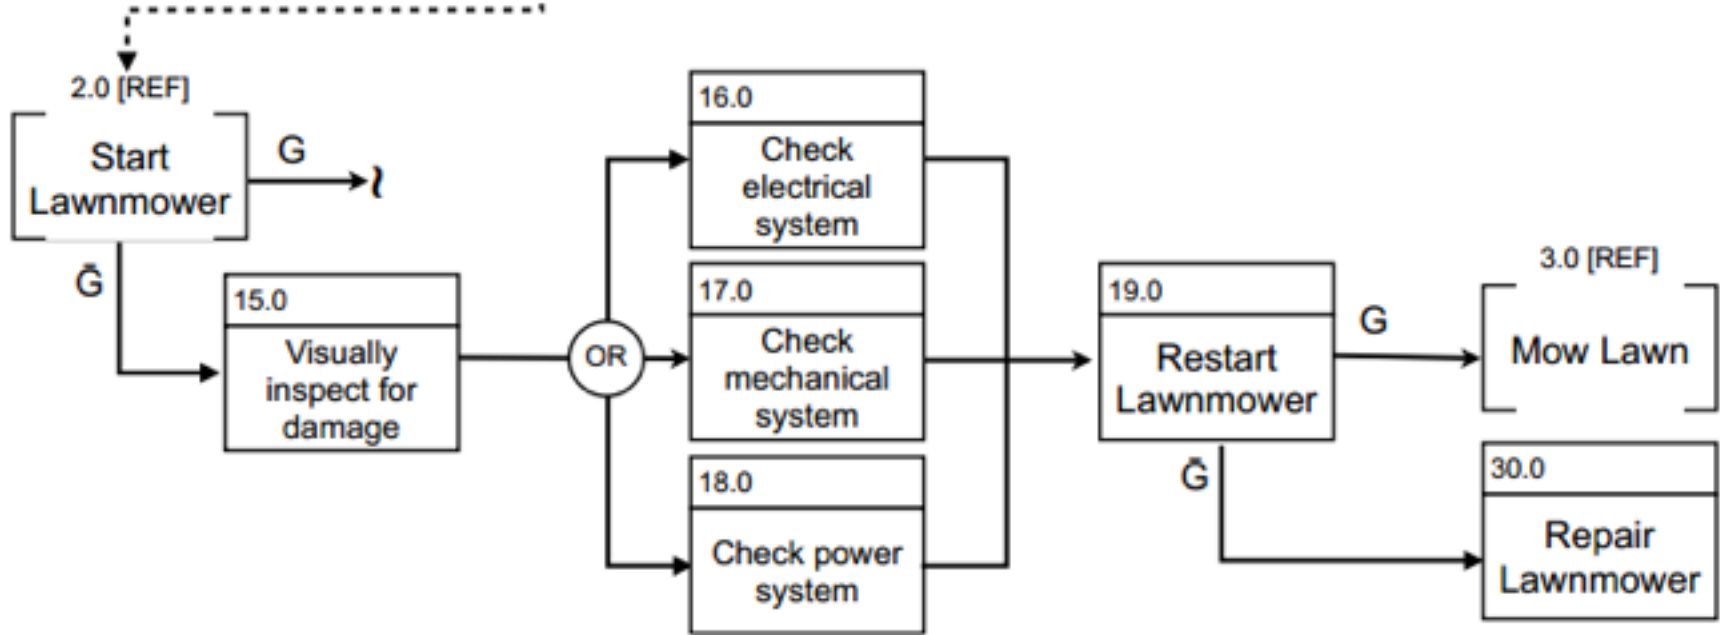 2.0 [REF]
Start
Lawnmower
G
~
Ḡ
15.0
Visually
inspect for
damage
OR
16.0
Check
electrical
system
17.0
Check
mechanical
system
18.0
Check power
system
19.0
Restart
Lawnmower
G
Ḡ
3.0 [REF]
Mow Lawn
30.0
Repair
Lawnmower